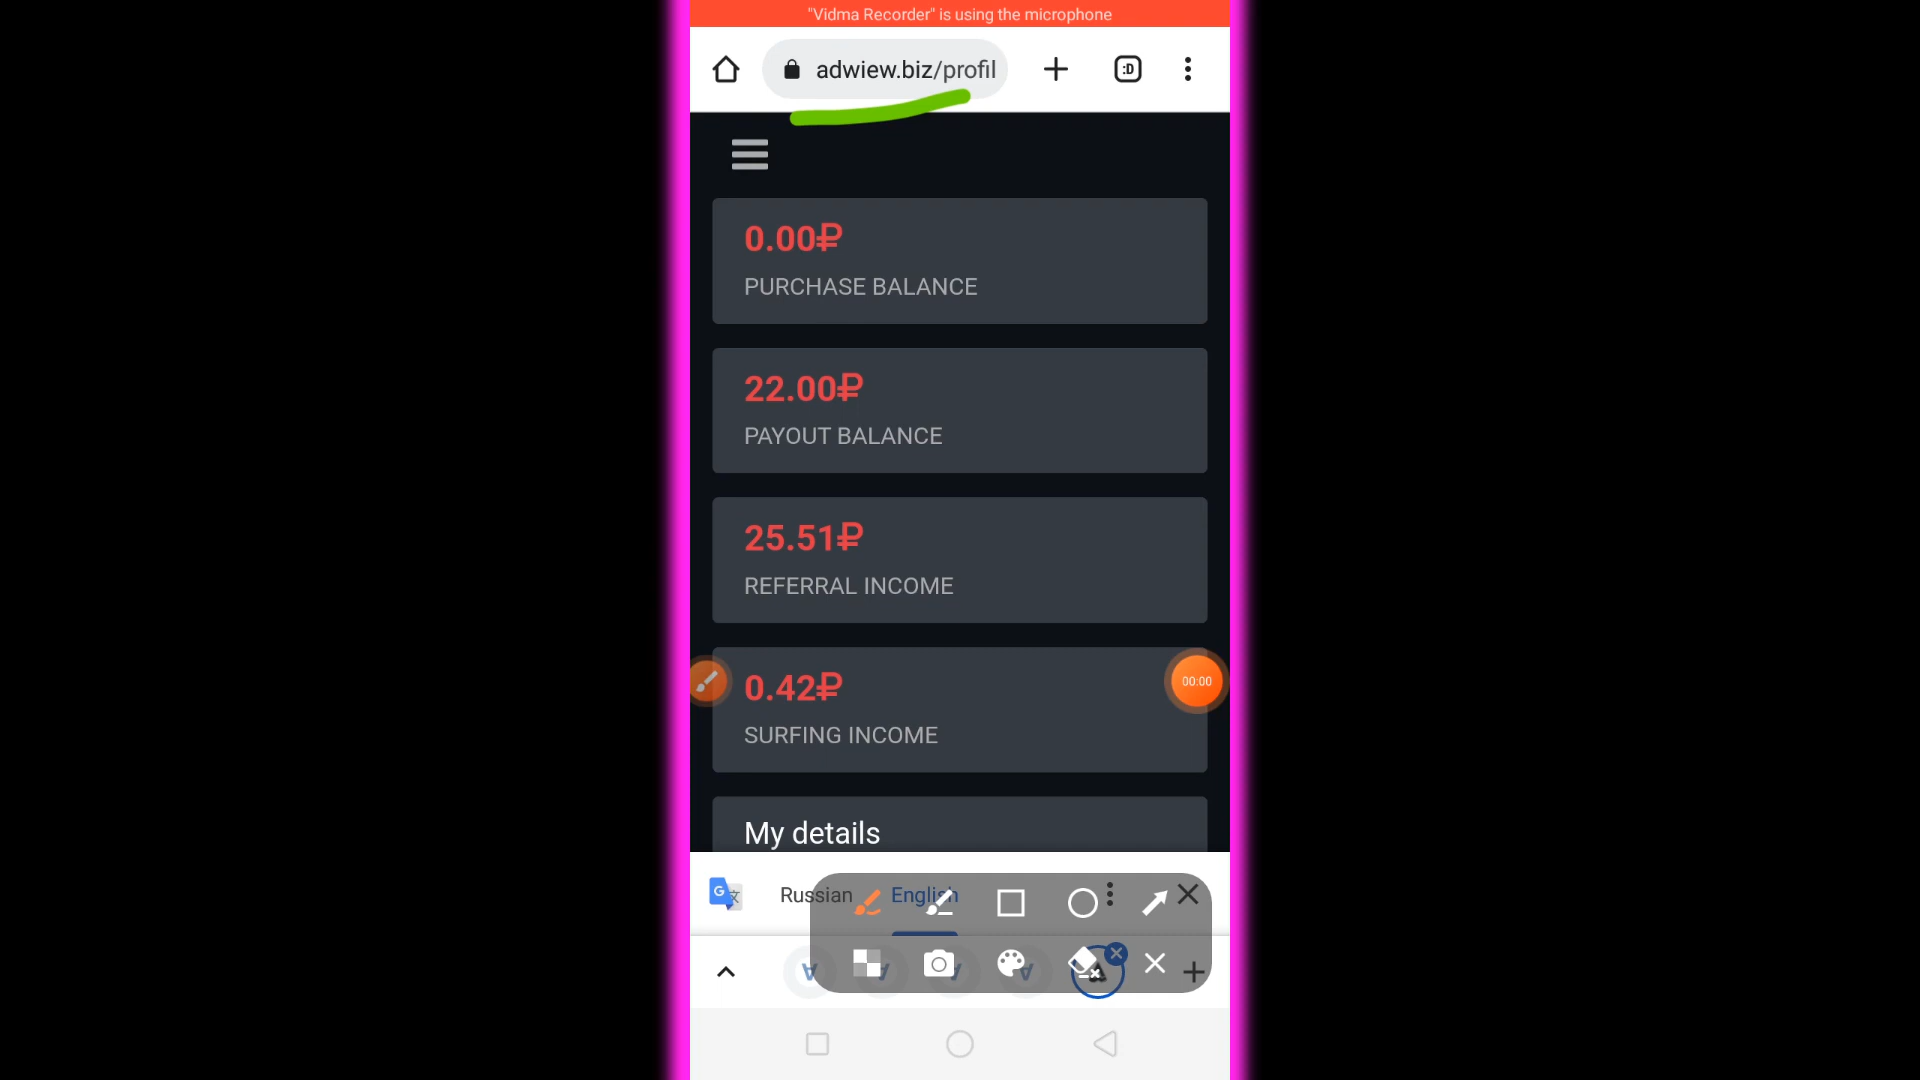 "Vidma Recorder" is using the microphone
adwiew.biz/profil
:D
0.00₽
PURCHASE BALANCE
22.00₽
PAYOUT BALANCE
25.51₽
REFERRAL INCOME
0.42₽
SURFING INCOME
00:00
My details
Russian English